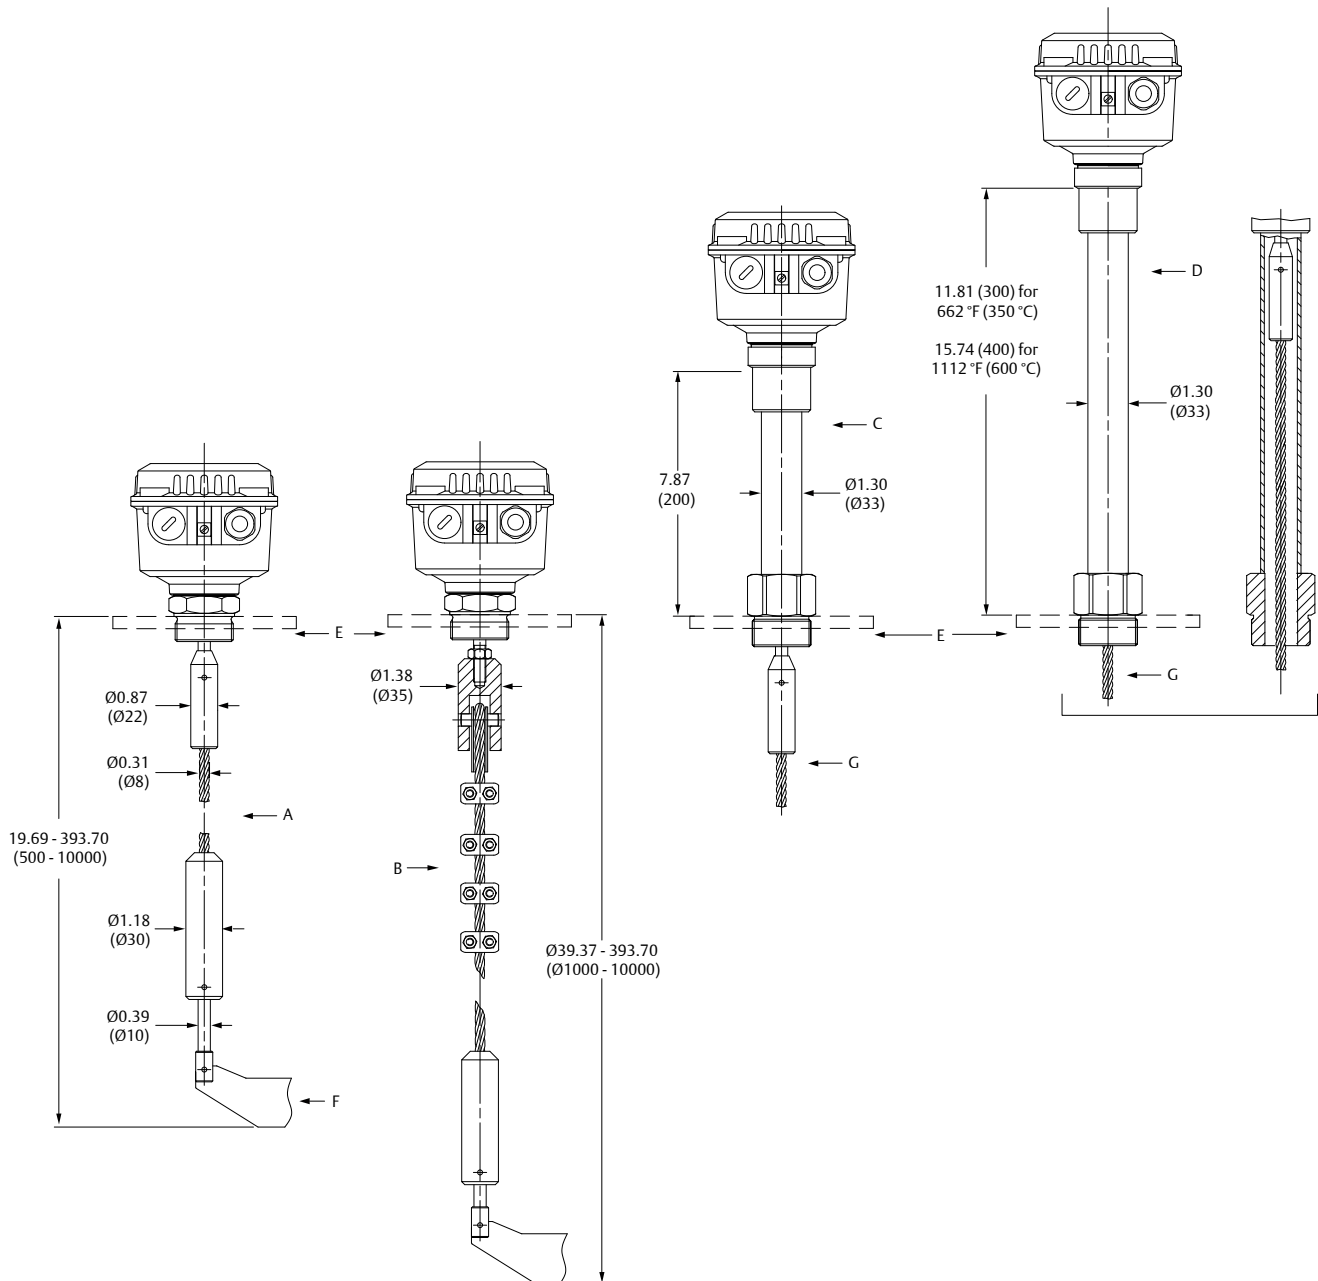 D
11.81 (300) for
662 °F (350 °C)
15.74 (400) for
1112 °F (600 °C)
Ø1.30
(Ø33)
C
7.87
(200)
Ø1.30
(Ø33)
E
E
G
G
Ø1.38
(Ø35)
Ø0.87
(Ø22)
Ø0.31
(Ø8)
A
19.69 - 393.70
(500 - 10000)
B
Ø1.18
(Ø30)
Ø39.37 - 393.70
(Ø1000 - 10000)
Ø0.39
(Ø10)
F